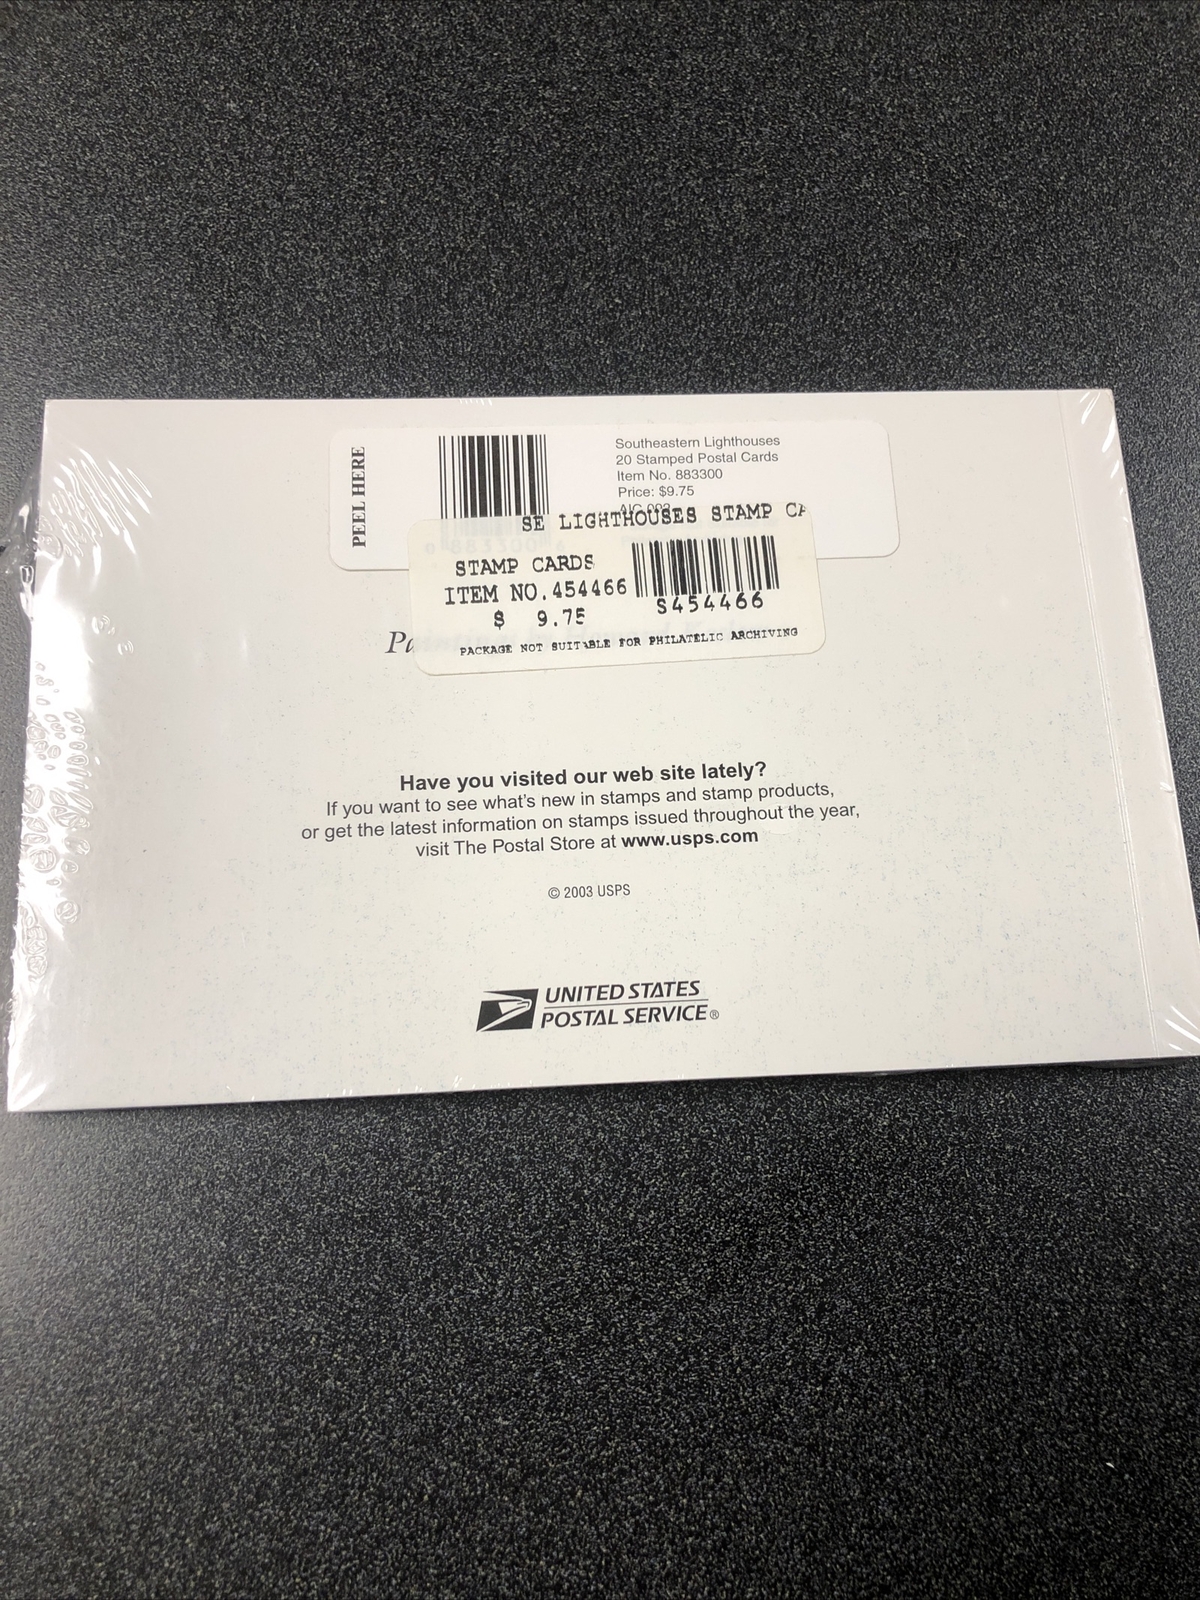 PEEL HERE
Southeastern Lighthouses
20 Stamped Postal Cards
Item No. 883300
Price: $9.75
SE LIGHTHOUSES STAMP CA
STAMP CARDS
ITEM NO.454466
S454466
$ 9.75
PACKAGE NOT SUITABLE FOR PHILATELIC ARCHIVING
Have you visited our web site lately?
If you want to see what's new in stamps and stamp products,
or get the latest information on stamps issued throughout the year,
visit The Postal Store at www.usps.com
© 2003 USPS
UNITED STATES
POSTAL SERVICE®